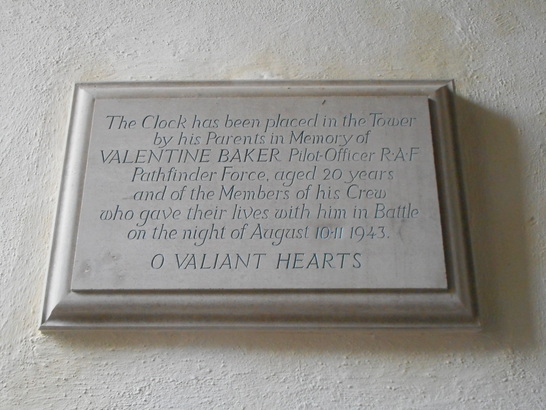 The Clock has been placed in the Tower
by his Parents in Memory of
VALENTINE BAKER Pilot-Officer R·A·F
Pathfinder Force, aged 20 years
and of the Members of his Crew
who gave their lives with him in Battle
on the night of August 10·11 1943.
O VALIANT HEARTS